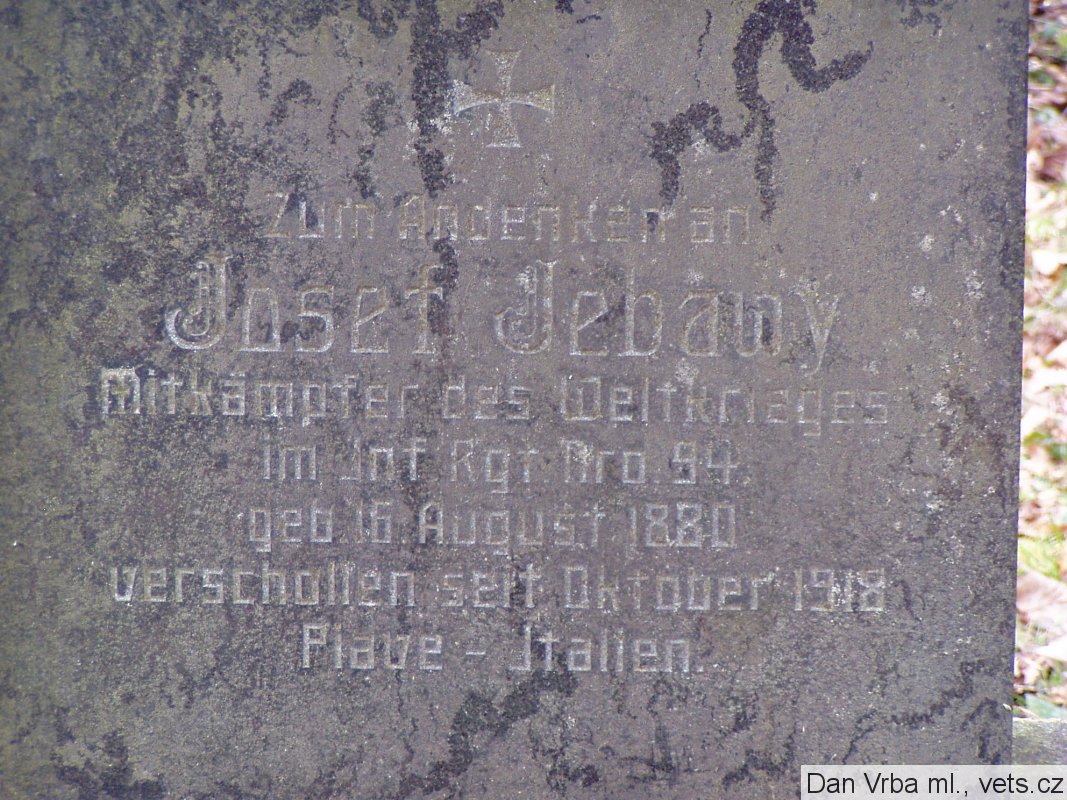 Zum Andenken an
Josef Jebawy
Mitkämpfer des Weltkrieges
im Inf. Rgt. Nro. 94.
geb. 16. August 1880
verschollen seit Oktober 1918
Piave - Italien.
Dan Vrba ml., vets.cz